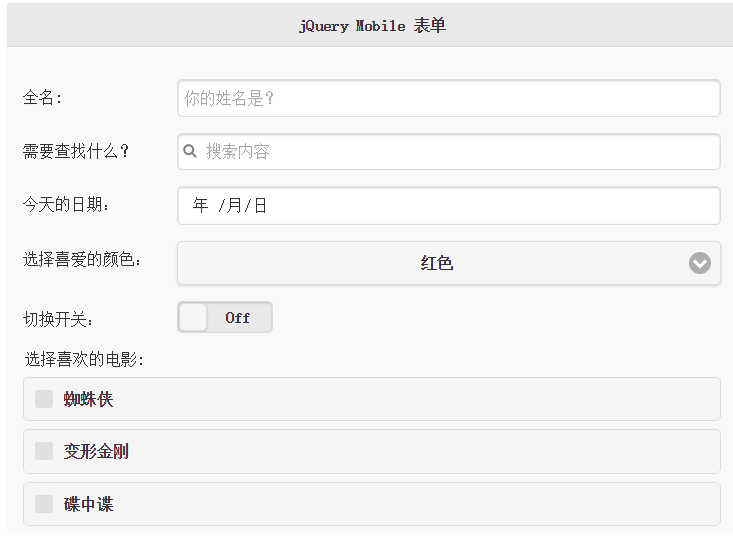 jQuery Mobile 表单
全名: 你的姓名是？
需要查找什么？ 搜索内容
今天的日期: 年 /月/日
选择喜爱的颜色: 红色
切换开关: Off
选择喜欢的电影:
蜘蛛侠
变形金刚
碟中谍